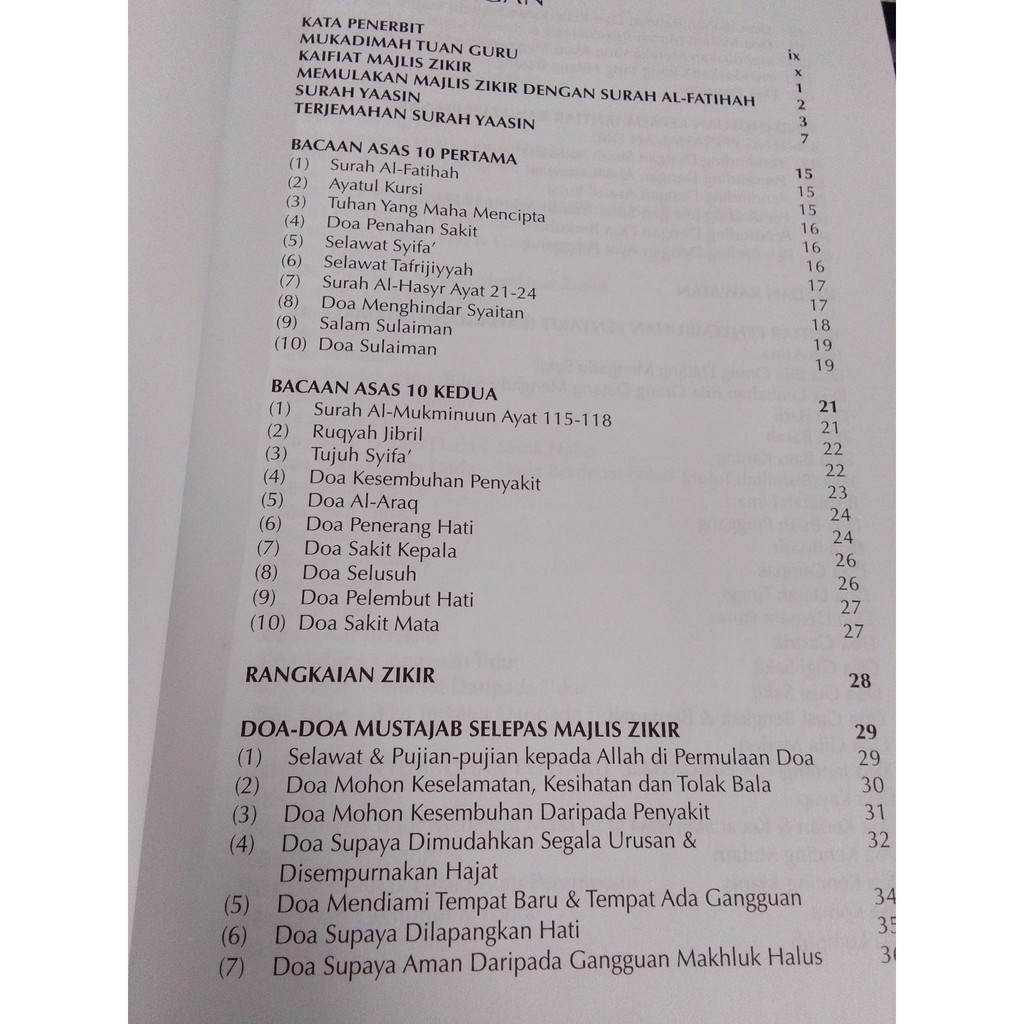 KATA PENERBIT ix
MUKADIMAH TUAN GURU x
KAIFIAT MAJLIS ZIKIR 1
MEMULAKAN MAJLIS ZIKIR DENGAN SURAH AL-FATIHAH 2
SURAH YAASIN 3
TERJEMAHAN SURAH YAASIN 7
BACAAN ASAS 10 PERTAMA 15
(1) Surah Al-Fatihah 15
(2) Ayatul Kursi 15
(3) Tuhan Yang Maha Mencipta 16
(4) Doa Penahan Sakit 16
(5) Selawat Syifa' 16
(6) Selawat Tafrijiyyah 17
(7) Surah Al-Hasyr Ayat 21-24 17
(8) Doa Menghindar Syaitan 18
(9) Salam Sulaiman 19
(10) Doa Sulaiman 19
BACAAN ASAS 10 KEDUA 21
(1) Surah Al-Mukminuun Ayat 115-118 21
(2) Ruqyah Jibril 22
(3) Tujuh Syifa' 22
(4) Doa Kesembuhan Penyakit 23
(5) Doa Al-Araq 24
(6) Doa Penerang Hati 24
(7) Doa Sakit Kepala 26
(8) Doa Selusuh 26
(9) Doa Pelembut Hati 27
(10) Doa Sakit Mata 27
RANGKAIAN ZIKIR 28
DOA-DOA MUSTAJAB SELEPAS MAJLIS ZIKIR 29
(1) Selawat & Pujian-pujian kepada Allah di Permulaan Doa 29
(2) Doa Mohon Keselamatan, Kesihatan dan Tolak Bala 30
(3) Doa Mohon Kesembuhan Daripada Penyakit 31
(4) Doa Supaya Dimudahkan Segala Urusan & 32
Disempurnakan Hajat
(5) Doa Mendiami Tempat Baru & Tempat Ada Gangguan 34
(6) Doa Supaya Dilapangkan Hati 35
(7) Doa Supaya Aman Daripada Gangguan Makhluk Halus